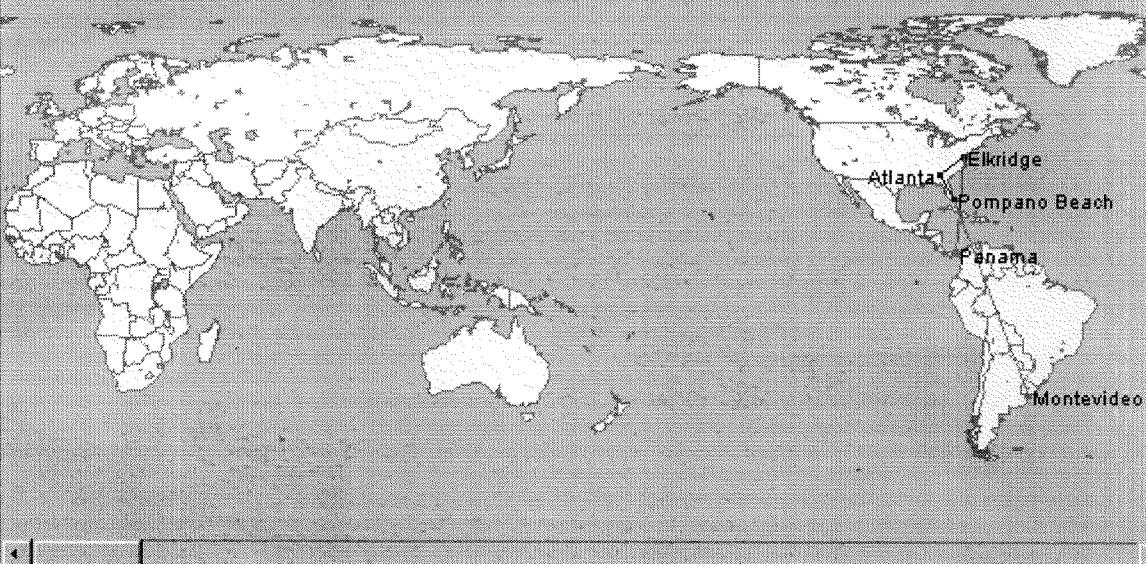 Elkridge
Atlanta
Pompano Beach
Panama
Montevideo